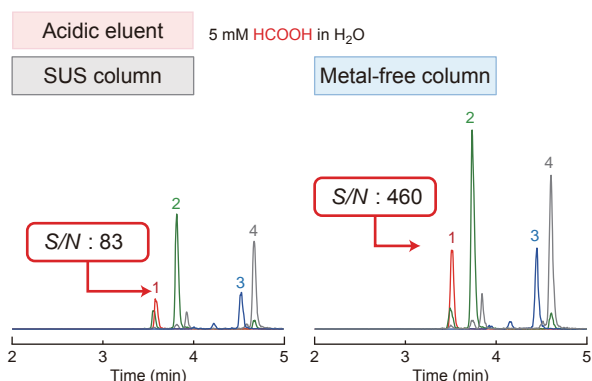 Acidic eluent
5 mM HCOOH in H₂O
SUS column
Metal-free column
S/N : 83
1
2
3
4
2
3
4
5
Time (min)
S/N : 460
1
2
3
4
2
3
4
5
Time (min)